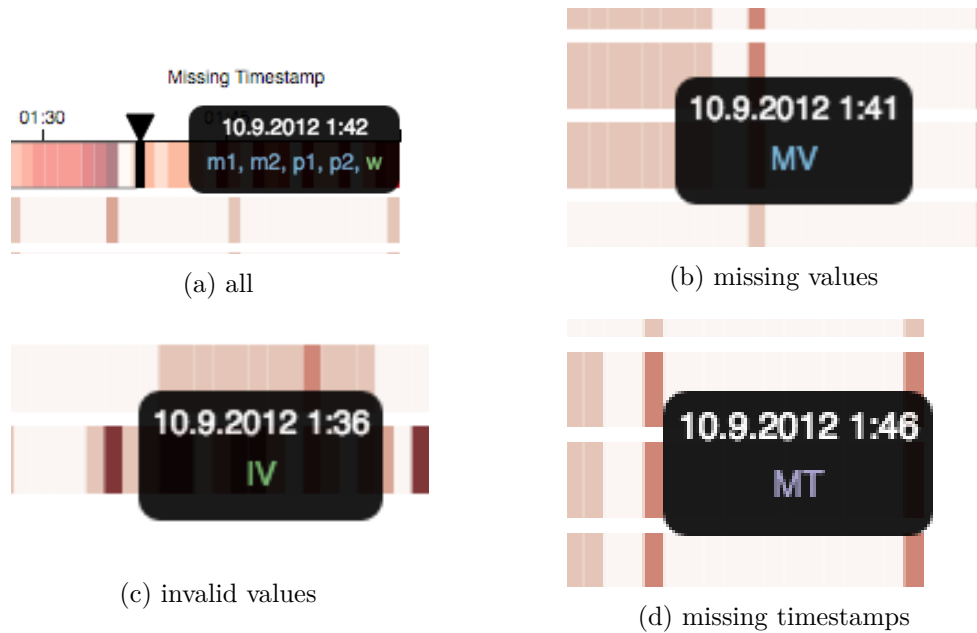 Missing Timestamp
01:30
10.9.2012 1:42
m1, m2, p1, p2, w
(a) all
10.9.2012 1:41
MV
(b) missing values
10.9.2012 1:36
IV
(c) invalid values
10.9.2012 1:46
MT
(d) missing timestamps